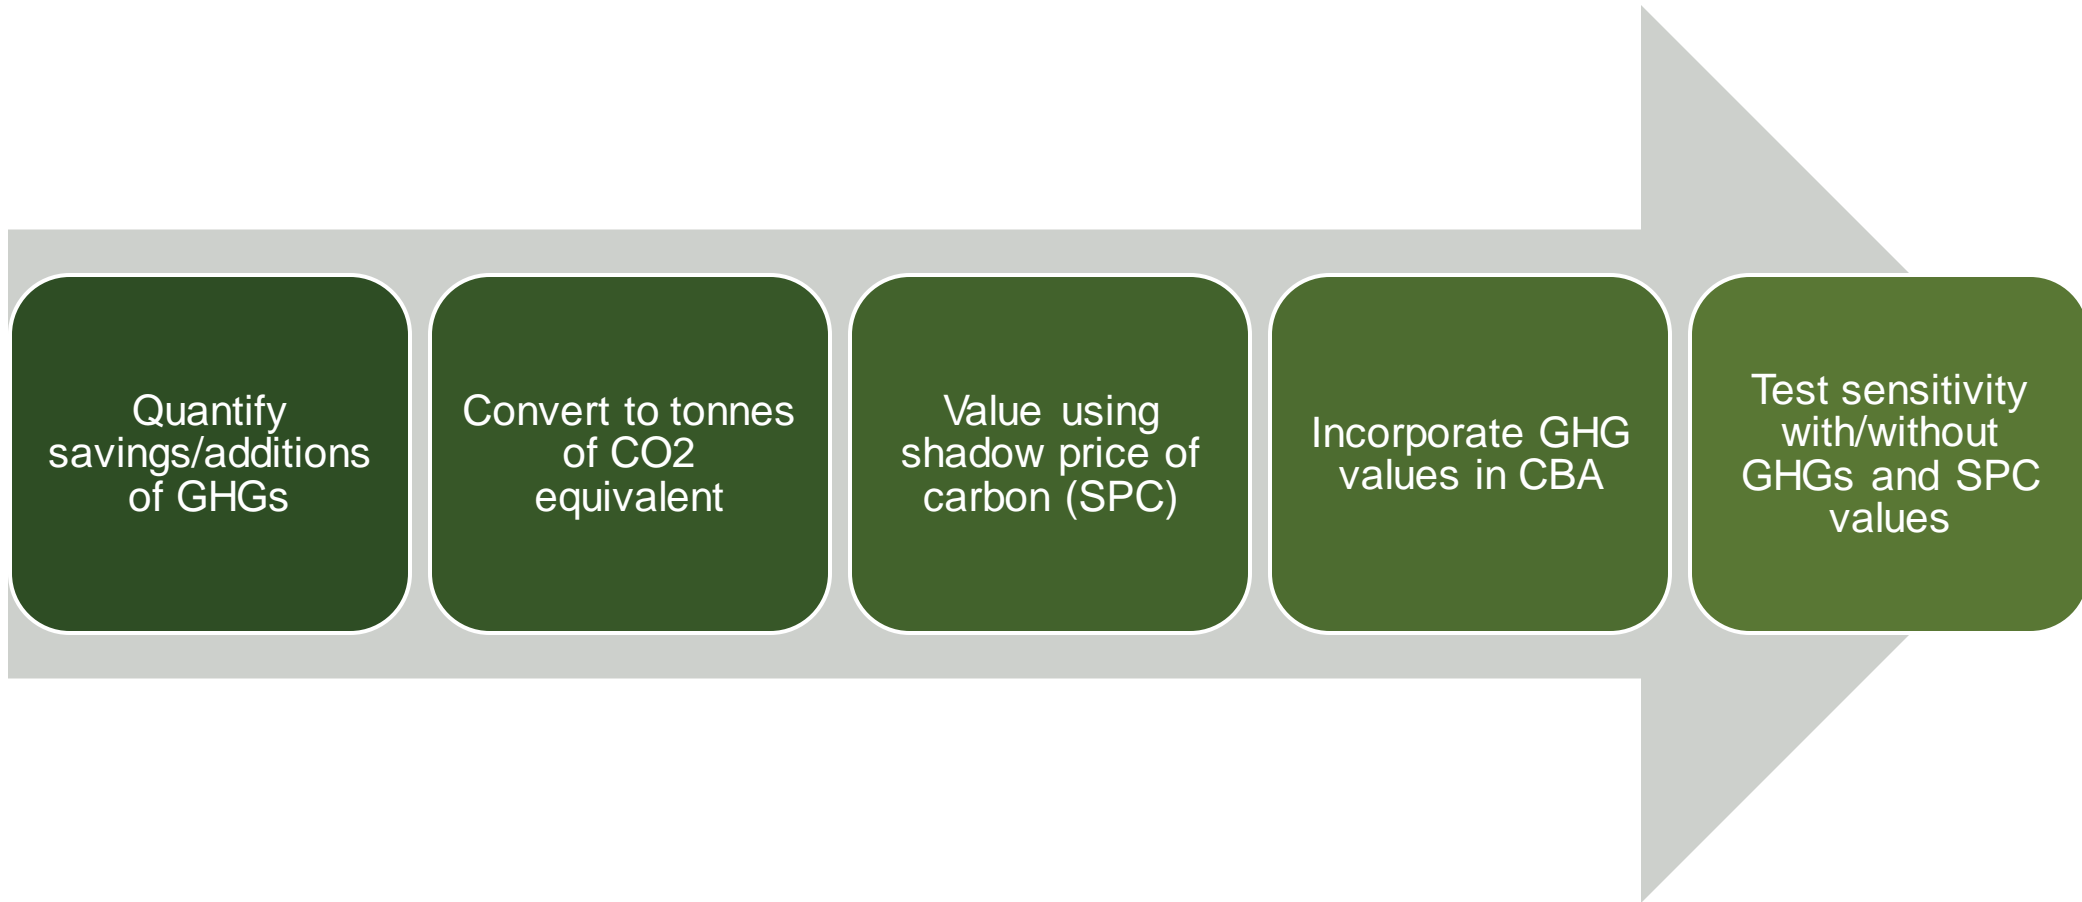 Quantify
savings/additions
of GHGs
Convert to tonnes
of CO2
equivalent
Value using
shadow price of
carbon (SPC)
Incorporate GHG
values in CBA
Test sensitivity
with/without
GHGs and SPC
values